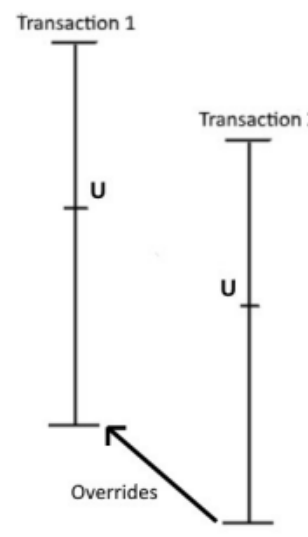 Transaction 1
Transaction
U
U
Overrides